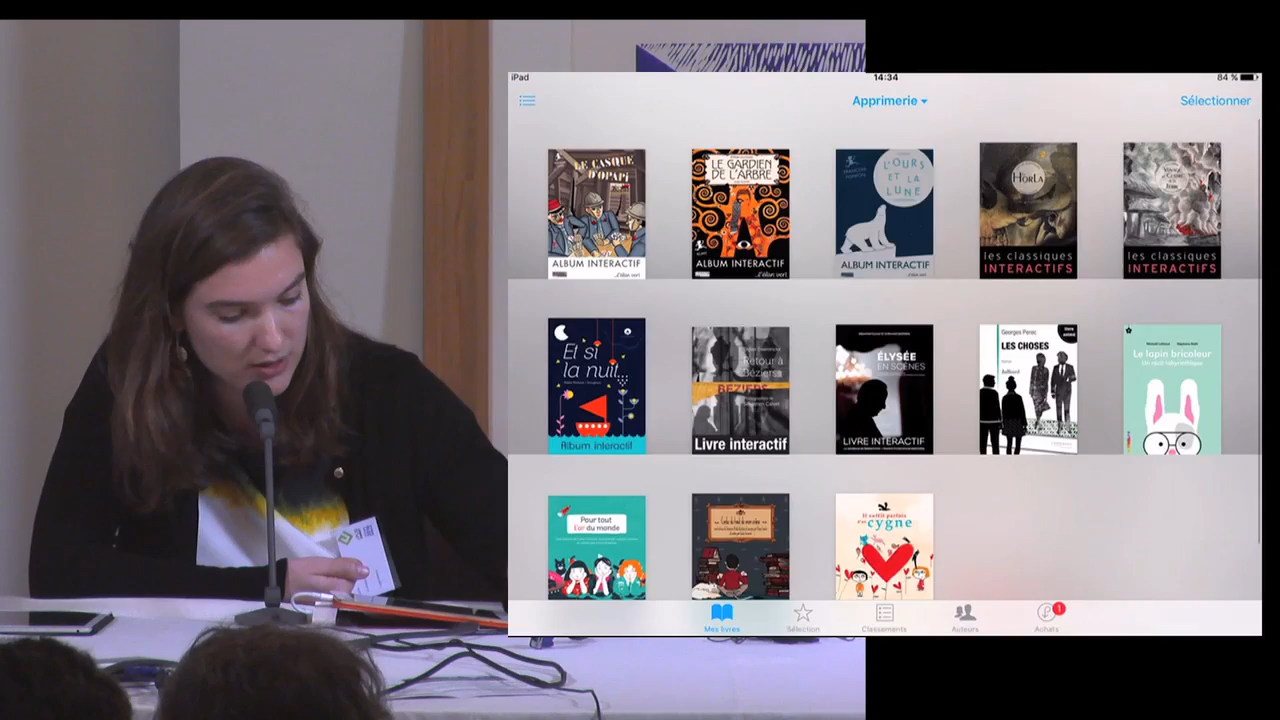 iPad
14:34
84 %
Apprimerie
Sélectionner
LE CASQUE
D'OPAPI
ALBUM INTERACTIF
LE GARDIEN
DE L'ARBRE
ALBUM INTERACTIF
L'OURS
ET LA
LUNE
ALBUM INTERACTIF
Le HORLA
les classiques
INTERACTIFS
les classiques
INTERACTIFS
Et si
la nuit...
Album interactif
Retour à
Béziers
BÉZIERS
Livre interactif
ÉLYSÉE
EN SCÈNES
LIVRE INTERACTIF
Georges Perec
LES CHOSES
Le lapin bricoleur
Pour tout
l'or du monde
Il suffit parfois
d'un
cygne
Mes livres
Sélection
Classements
Auteurs
Achats
1